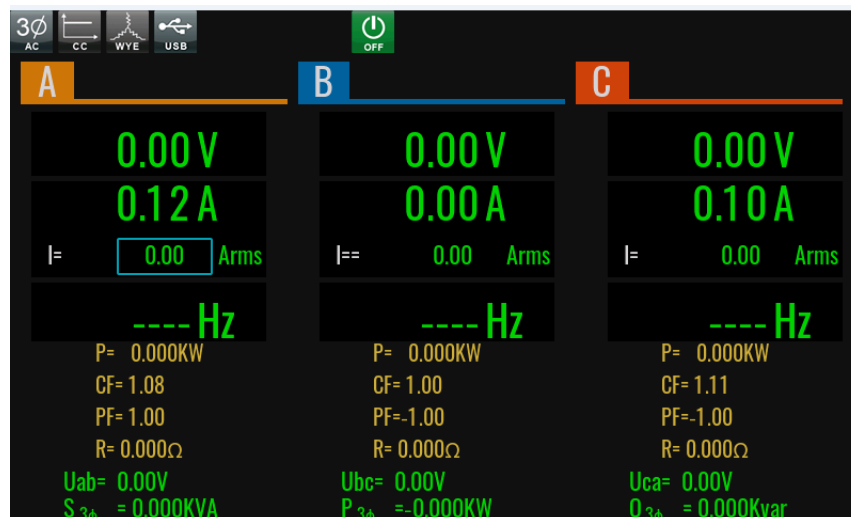 3Ø AC CC WYE USB OFF
A B C
0.00 V 0.00 V 0.00 V
0.12 A 0.00 A 0.10 A
I= 0.00 Arms I== 0.00 Arms I= 0.00 Arms
---- Hz ---- Hz ---- Hz
P= 0.000KW P= 0.000KW P= 0.000KW
CF= 1.08 CF= 1.00 CF= 1.11
PF= 1.00 PF=-1.00 PF=-1.00
R= 0.000Ω R= 0.000Ω R= 0.000Ω
Uab= 0.00V Ubc= 0.00V Uca= 0.00V
S 3ϕ = 0.000KVA P 3ϕ =-0.000KW Q 3ϕ = 0.000Kvar